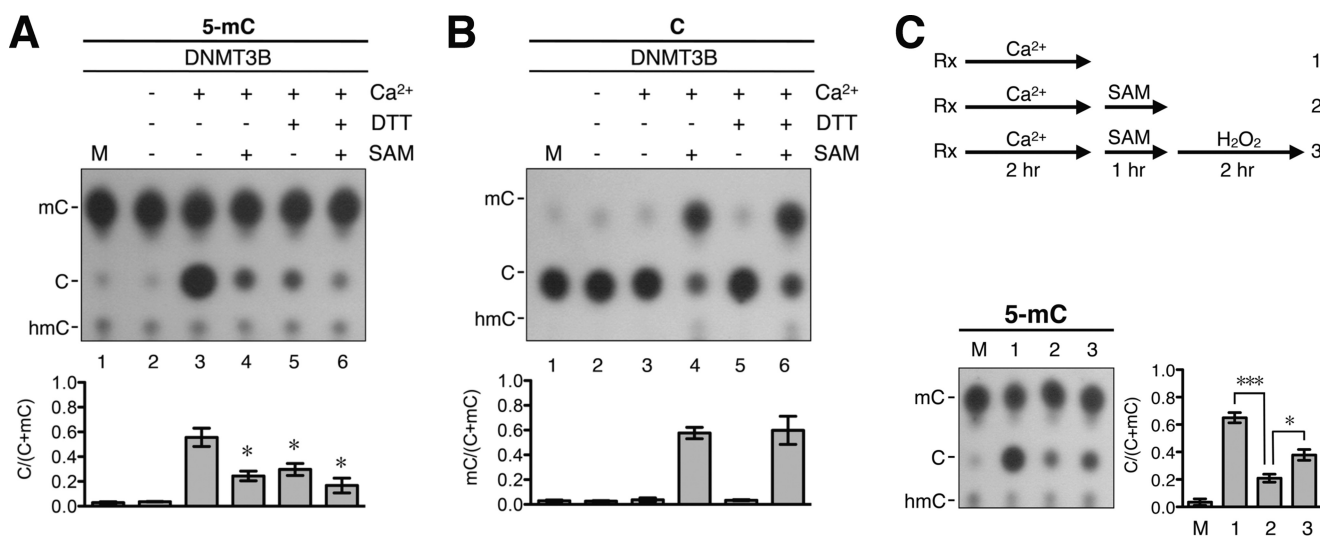 A
5-mC
DNMT3B
- + + + + Ca²⁺
- - - + + DTT
M - - + - + SAM
mC
C
hmC
1 2 3 4 5 6
1.0
0.8
0.6
0.4
0.2
0.0
C/(C+mC)
* * *
B
C
DNMT3B
- + + + + Ca²⁺
- - - + + DTT
M - - + - + SAM
mC
C
hmC
1 2 3 4 5 6
1.0
0.8
0.6
0.4
0.2
0.0
mC/(C+mC)
C
Rx Ca²⁺ 1
Rx Ca²⁺ SAM 2
Rx Ca²⁺ SAM H₂O₂ 3
2 hr 1 hr 2 hr
5-mC
M 1 2 3
mC
C
hmC
1.0
0.8
0.6
0.4
0.2
0.0
C/(C+mC)
***
*
M 1 2 3